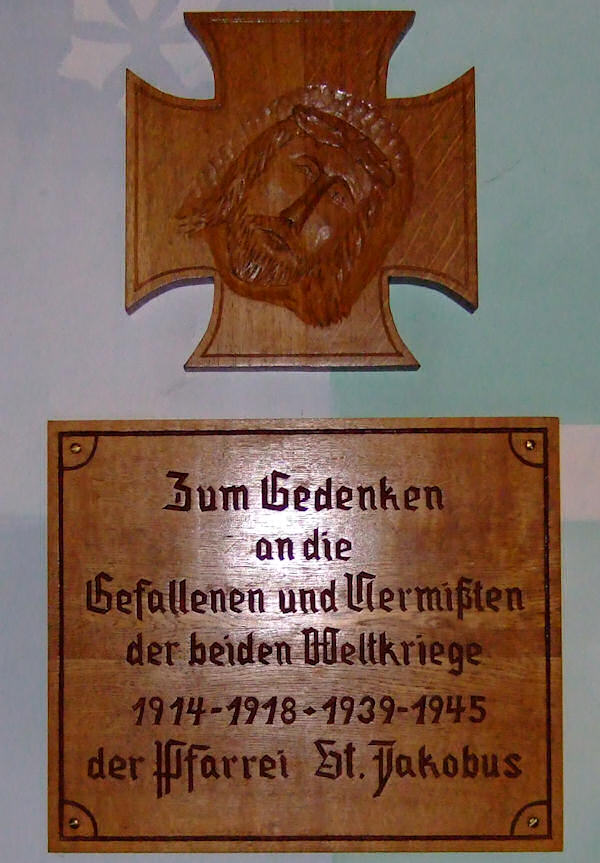 Zum Gedenken
an die
Gefallenen und Vermißten
der beiden Weltkriege
1914-1918·1939-1945
der Pfarrei St. Jakobus